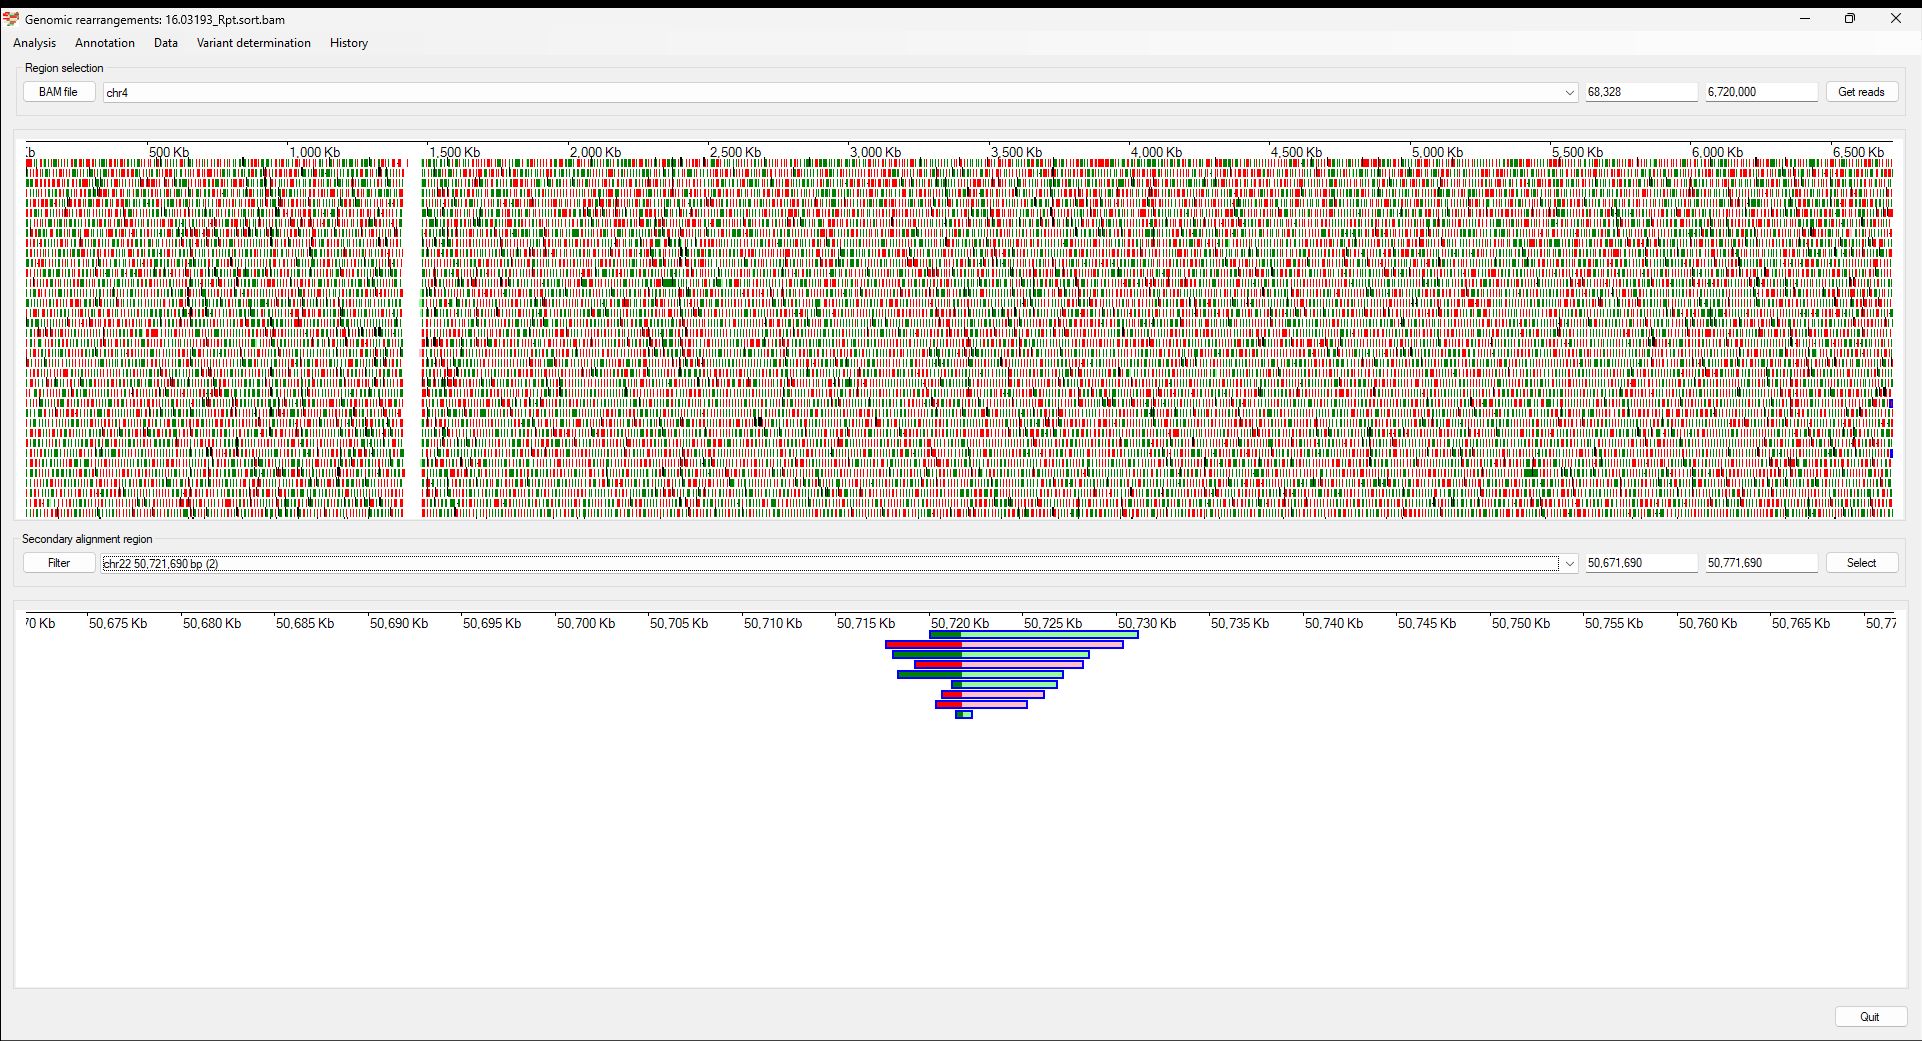 Genomic rearrangements: 16.03193_Rpt.sort.bam
Analysis Annotation Data Variant determination History
Region selection
BAM file chr4 68,328 6,720,000 Get reads
500 Kb 1,000 Kb 1,500 Kb 2,000 Kb 2,500 Kb 3,000 Kb 3,500 Kb 4,000 Kb 4,500 Kb 5,000 Kb 5,500 Kb 6,000 Kb 6,500 Kb
Secondary alignment region
Filter chr22 50,721,690 bp (2) 50,671,690 50,771,690 Select
70 Kb 50,675 Kb 50,680 Kb 50,685 Kb 50,690 Kb 50,695 Kb 50,700 Kb 50,705 Kb 50,710 Kb 50,715 Kb 50,720 Kb 50,725 Kb 50,730 Kb 50,735 Kb 50,740 Kb 50,745 Kb 50,750 Kb 50,755 Kb 50,760 Kb 50,765 Kb 50,77
Quit